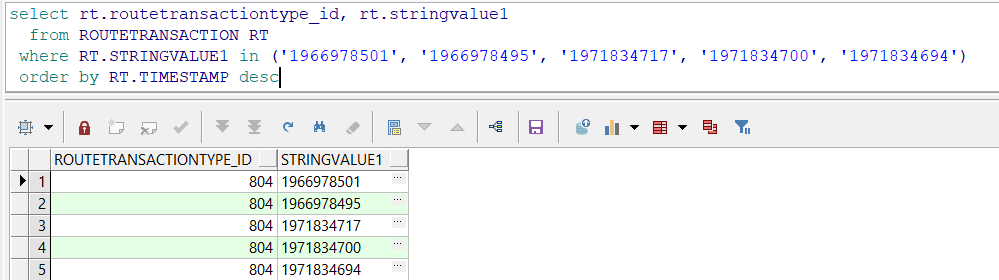 select rt.routetransactiontype_id, rt.stringvalue1
from ROUTETRANSACTION RT
where RT.STRINGVALUE1 in ('1966978501', '1966978495', '1971834717', '1971834700', '1971834694')
order by RT.TIMESTAMP desc
ROUTETRANSACTIONTYPE_ID STRINGVALUE1
1 804 1966978501 ...
2 804 1966978495 ...
3 804 1971834717 ...
4 804 1971834700 ...
5 804 1971834694 ...